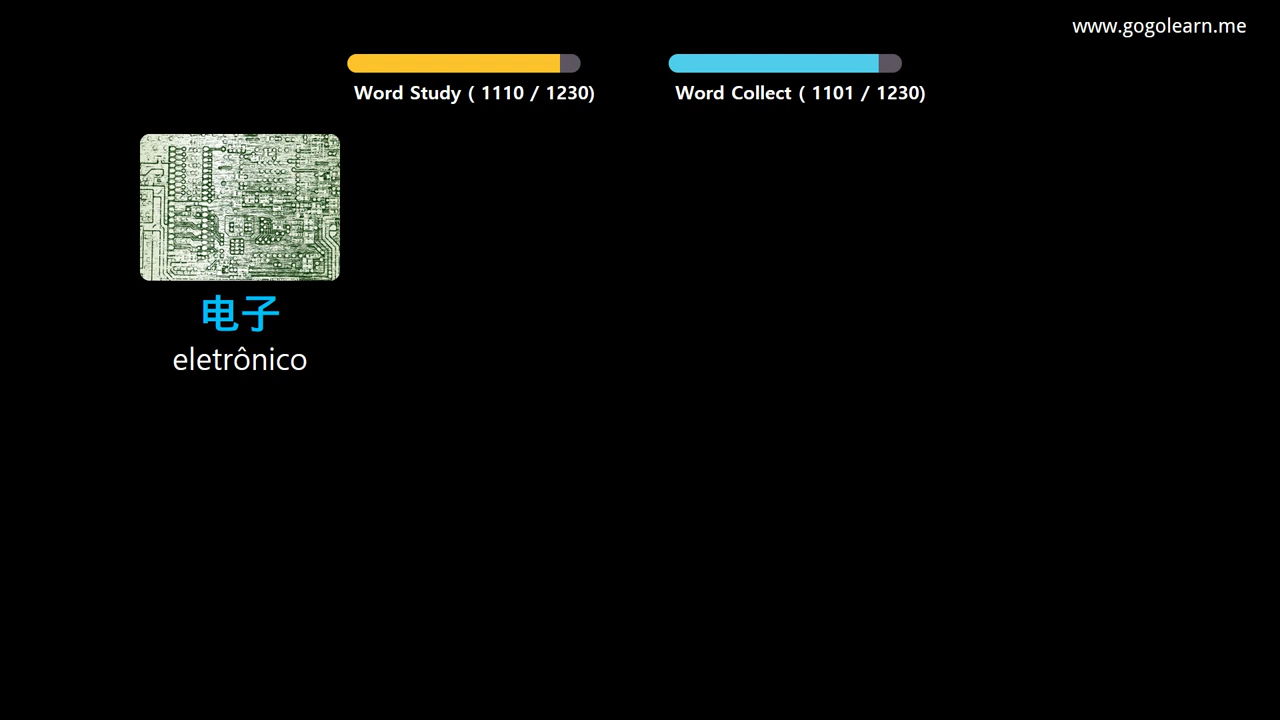 www.gogolearn.me
Word Study ( 1110 / 1230)
Word Collect ( 1101 / 1230)
电子
eletrônico